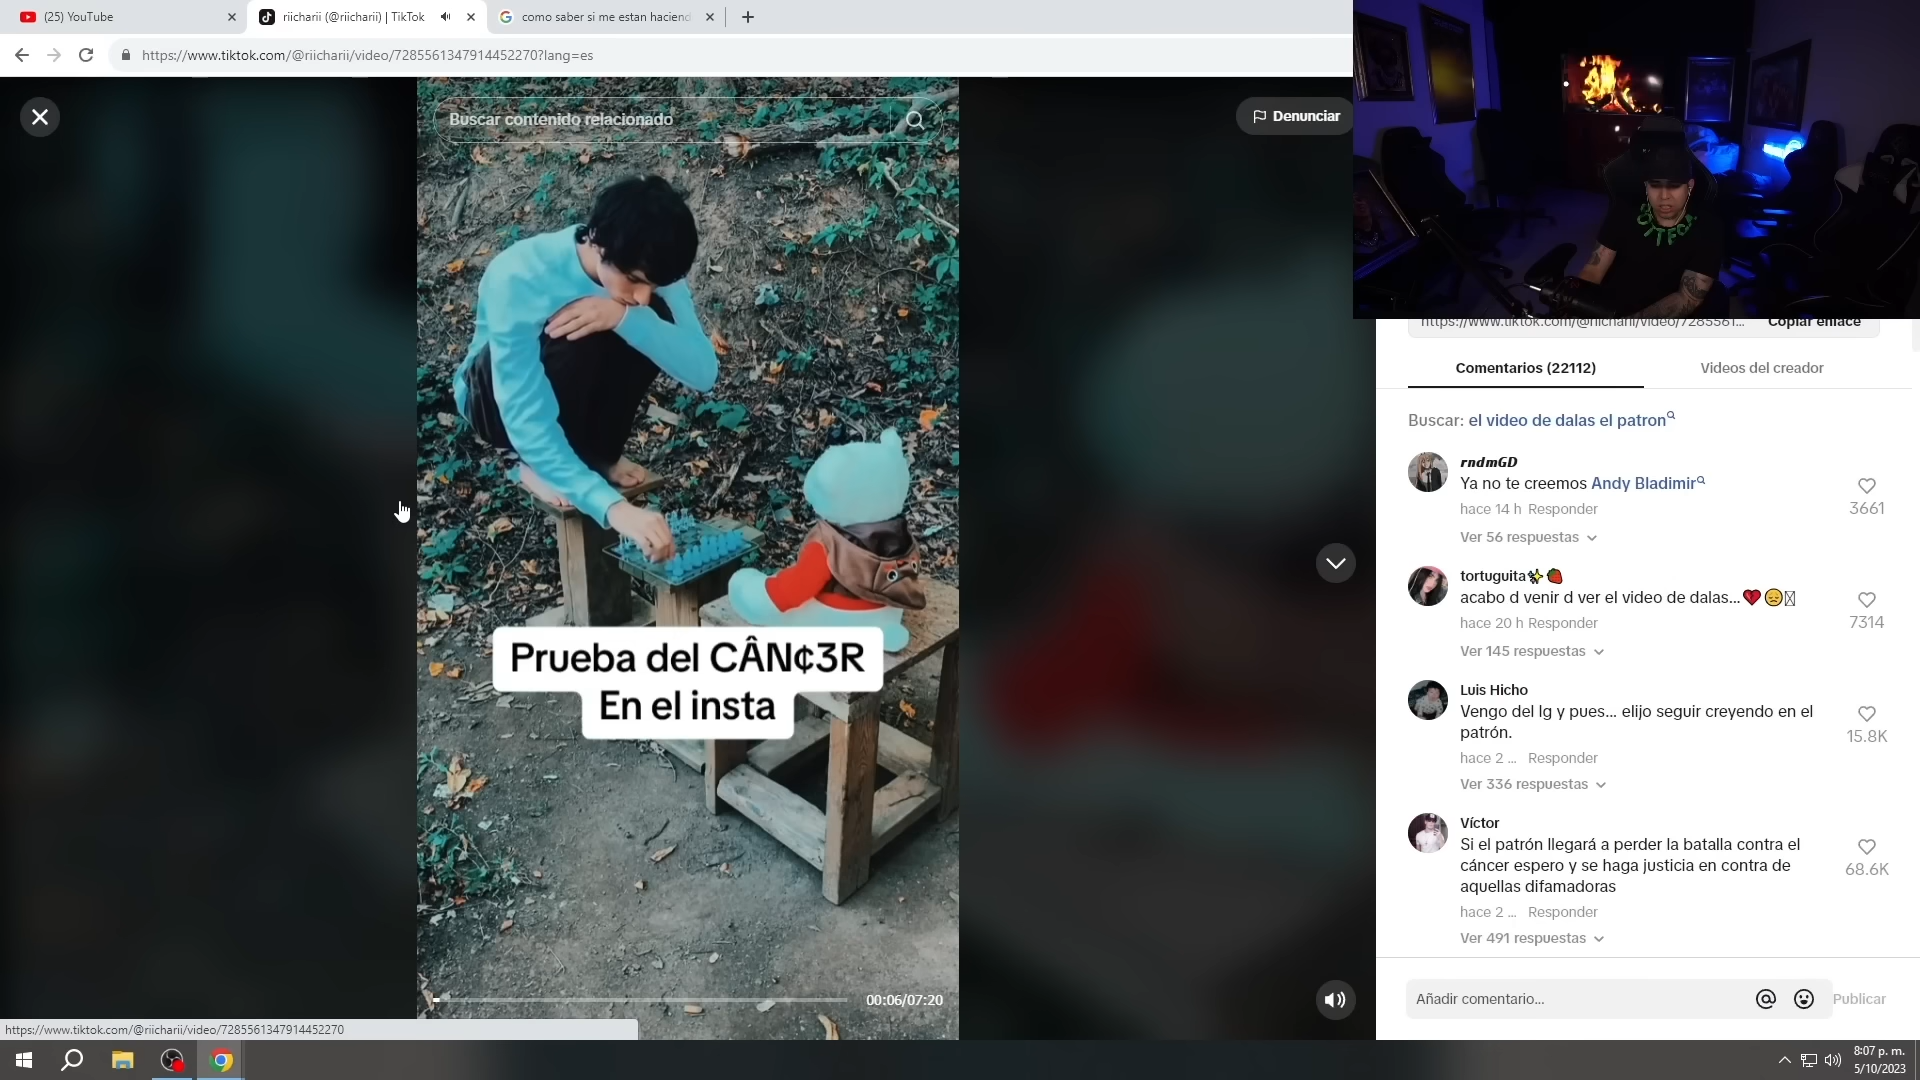 (25) YouTube
riicharii (@riicharii) | TikTok
como saber si me estan haciend
https://www.tiktok.com/@riicharii/video/7285561347914452270?lang=es
Buscar contenido relacionado
Denunciar
Prueba del CÂN¢3R
En el insta
00:06/07:20
https://www.tiktok.com/@riicharii/video/7285561... Copiar enlace
Comentarios (22112)
Videos del creador
Buscar: el video de dalas el patron
rndmGD
Ya no te creemos Andy Bladimir
hace 14 h Responder
3661
Ver 56 respuestas
tortuguita✨🍓
acabo d venir d ver el video de dalas...💔😔
hace 20 h Responder
7314
Ver 145 respuestas
Luis Hicho
Vengo del Ig y pues... elijo seguir creyendo en el
patrón.
15.8K
hace 2 ... Responder
Ver 336 respuestas
Víctor
Si el patrón llegará a perder la batalla contra el
cáncer espero y se haga justicia en contra de
aquellas difamadoras
68.6K
hace 2 ... Responder
Ver 491 respuestas
Añadir comentario...
Publicar
https://www.tiktok.com/@riicharii/video/7285561347914452270
8:07 p. m.
5/10/2023